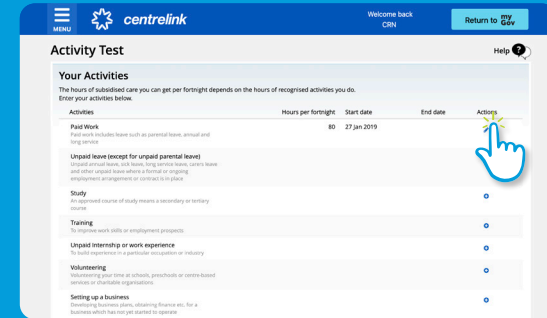 MENU
centrelink
Welcome back
CRN
Return to my Gov
Activity Test
Help ?
Your Activities
The hours of subsidised care you can get per fortnight depends on the hours of recognised activities you do.
Enter your activities below.
Activities Hours per fortnight Start date End date Actions
Paid Work 80 27 Jan 2019
Paid work includes leave such as parental leave, annual and
long service
Unpaid leave (except for unpaid parental leave)
Unpaid annual leave, sick leave, long service leave, carers leave
and other unpaid leave where a formal or ongoing
employment arrangement or contract is in place
Study
An approved course of study means a secondary or tertiary
course
Training
To improve work skills or employment prospects
Unpaid Internship or work experience
To build experience in a particular occupation or industry
Volunteering
Volunteering your time at schools, preschools or centre-based
services or charitable organisations
Setting up a business
Developing business plans, obtaining finance etc. for a
business which has not yet started to operate